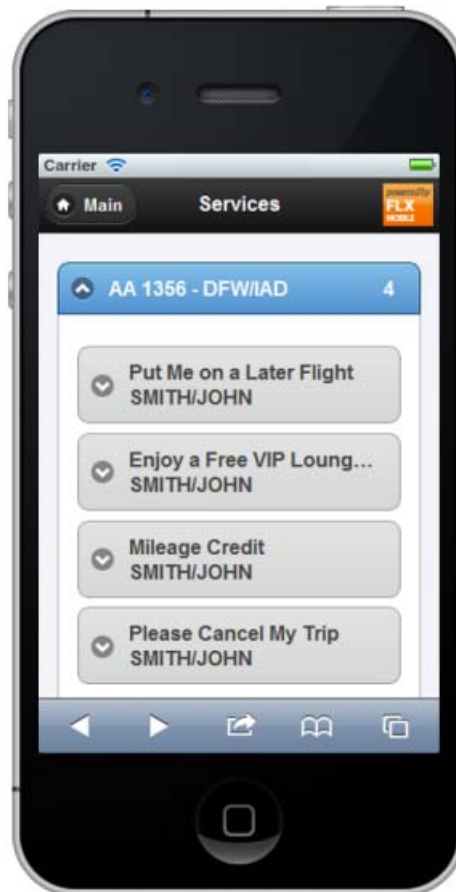 Carrier
Main
Services
powered by
FLX
MOBILE
AA 1356 - DFW/IAD
4
Put Me on a Later Flight
SMITH/JOHN
Enjoy a Free VIP Loung…
SMITH/JOHN
Mileage Credit
SMITH/JOHN
Please Cancel My Trip
SMITH/JOHN